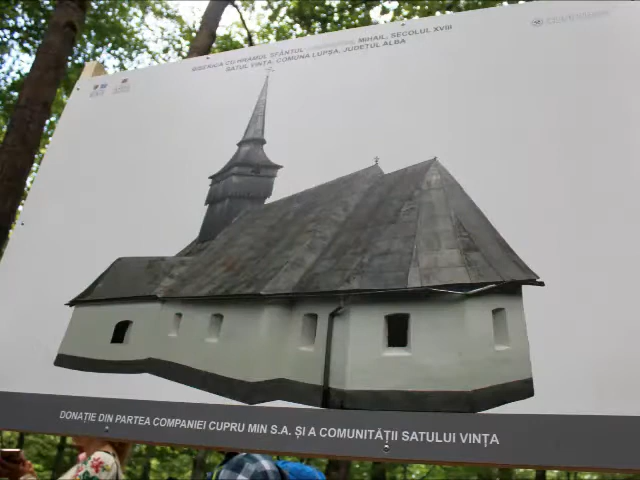 BISERICA CU HRAMUL SFÂNTUL MIHAIL, SECOLUL XVIII
SATUL VINȚA, COMUNA LUPȘA, JUDEȚUL ALBA
DONAȚIE DIN PARTEA COMPANIEI CUPRU MIN S.A. ȘI A COMUNITĂȚII SATULUI VINȚA